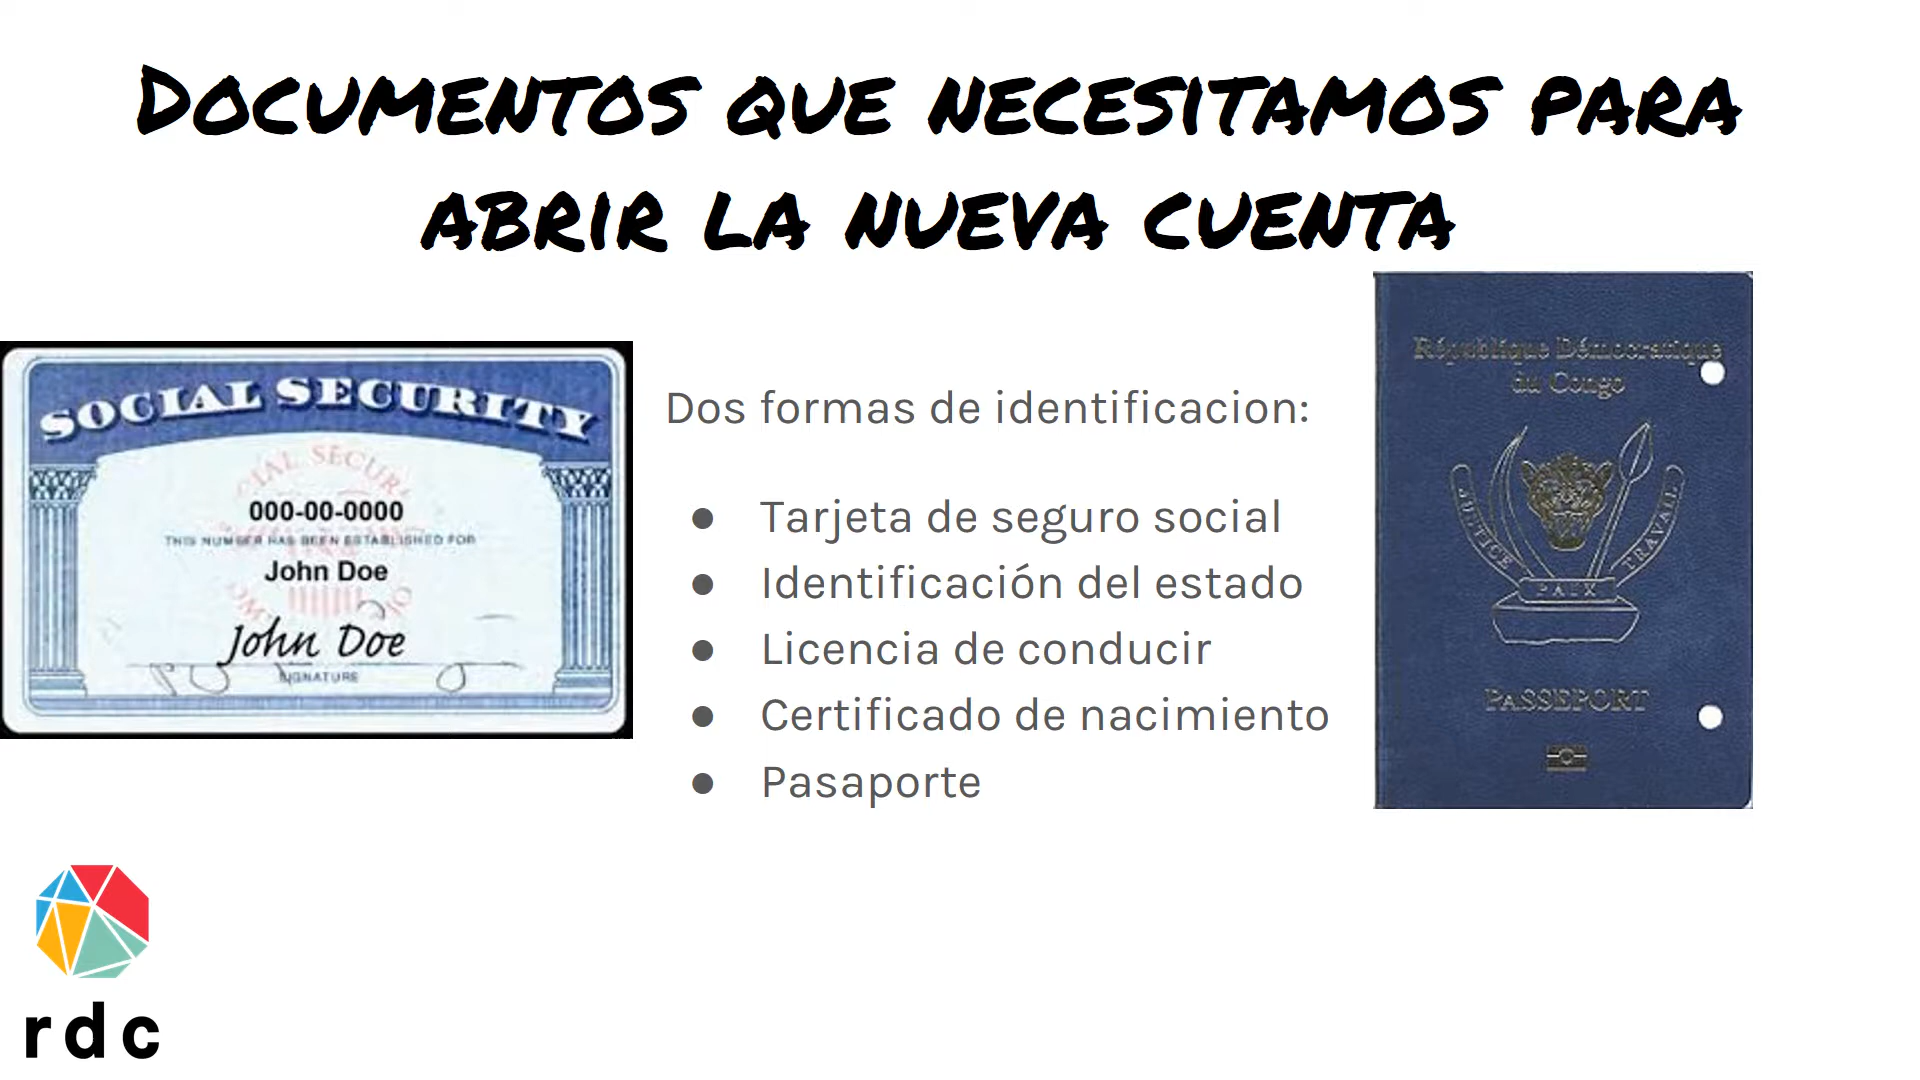 Documentos que necesitamos para
abrir la nueva cuenta
SOCIAL SECURITY
000-00-0000
THIS NUMBER HAS BEEN ESTABLISHED FOR
John Doe
John Doe
SIGNATURE
Dos formas de identificacion:
● Tarjeta de seguro social
● Identificación del estado
● Licencia de conducir
● Certificado de nacimiento
● Pasaporte
République Démocratique
du Congo
JUSTICE
PAIX
TRAVAIL
PASSEPORT
rdc